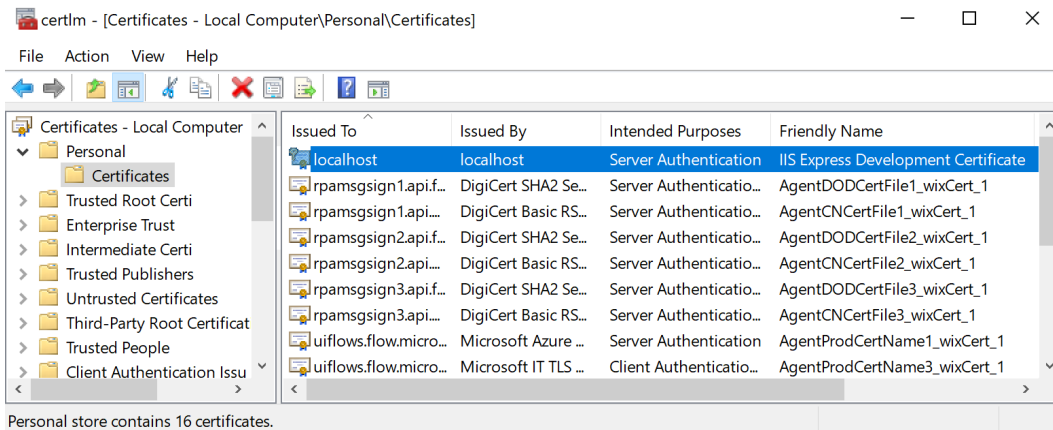 certlm - [Certificates - Local Computer\Personal\Certificates]
File Action View Help
Certificates - Local Computer
Personal
Certificates
Trusted Root Certi
Enterprise Trust
Intermediate Certi
Trusted Publishers
Untrusted Certificates
Third-Party Root Certificat
Trusted People
Client Authentication Issu
Issued To Issued By Intended Purposes Friendly Name
localhost localhost Server Authentication IIS Express Development Certificate
rpamsgsign1.api.f... DigiCert SHA2 Se... Server Authenticatio... AgentDODCertFile1_wixCert_1
rpamsgsign1.api.... DigiCert Basic RS... Server Authenticatio... AgentCNCertFile1_wixCert_1
rpamsgsign2.api.f... DigiCert SHA2 Se... Server Authenticatio... AgentDODCertFile2_wixCert_1
rpamsgsign2.api.... DigiCert Basic RS... Server Authenticatio... AgentCNCertFile2_wixCert_1
rpamsgsign3.api.f... DigiCert SHA2 Se... Server Authenticatio... AgentDODCertFile3_wixCert_1
rpamsgsign3.api.... DigiCert Basic RS... Server Authenticatio... AgentCNCertFile3_wixCert_1
uiflows.flow.micro... Microsoft Azure ... Server Authentication AgentProdCertName1_wixCert_1
uiflows.flow.micro... Microsoft IT TLS ... Client Authenticatio... AgentProdCertName3_wixCert_1
Personal store contains 16 certificates.